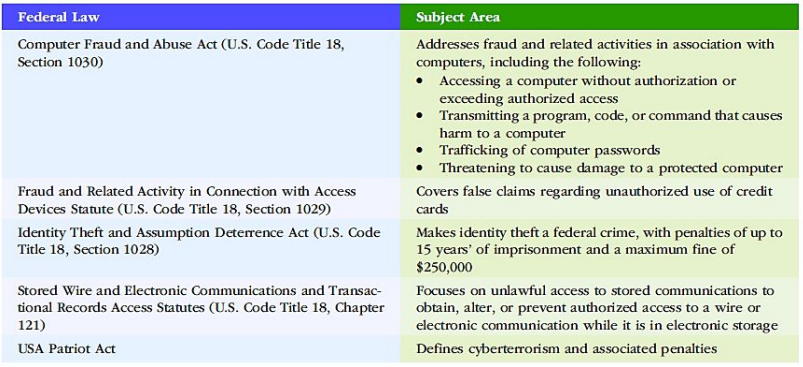 Federal Law
Subject Area
Computer Fraud and Abuse Act (U.S. Code Title 18,
Section 1030)
Addresses fraud and related activities in association with
computers, including the following:
• Accessing a computer without authorization or
exceeding authorized access
• Transmitting a program, code, or command that causes
harm to a computer
• Trafficking of computer passwords
• Threatening to cause damage to a protected computer
Fraud and Related Activity in Connection with Access
Devices Statute (U.S. Code Title 18, Section 1029)
Covers false claims regarding unauthorized use of credit
cards
Identity Theft and Assumption Deterrence Act (U.S. Code
Title 18, Section 1028)
Makes identity theft a federal crime, with penalties of up to
15 years’ of imprisonment and a maximum fine of
$250,000
Stored Wire and Electronic Communications and Transac-
tional Records Access Statutes (U.S. Code Title 18, Chapter
121)
Focuses on unlawful access to stored communications to
obtain, alter, or prevent authorized access to a wire or
electronic communication while it is in electronic storage
USA Patriot Act
Defines cyberterrorism and associated penalties